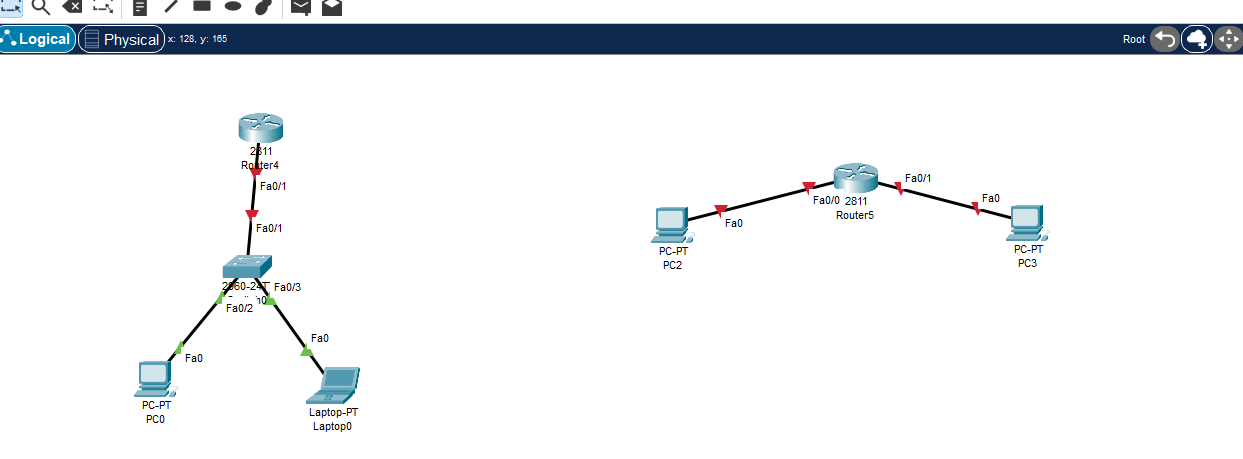 Logical
Physical
x: 128, y: 165
Root
2811
Router4
Fa0/1
Fa0/1
2960-24T
Fa0/3
Fa0/2
Fa0
Fa0
PC-PT
PC0
Laptop-PT
Laptop0
Fa0/1
Fa0
Fa0/0
2811
Router5
Fa0
PC-PT
PC2
PC-PT
PC3